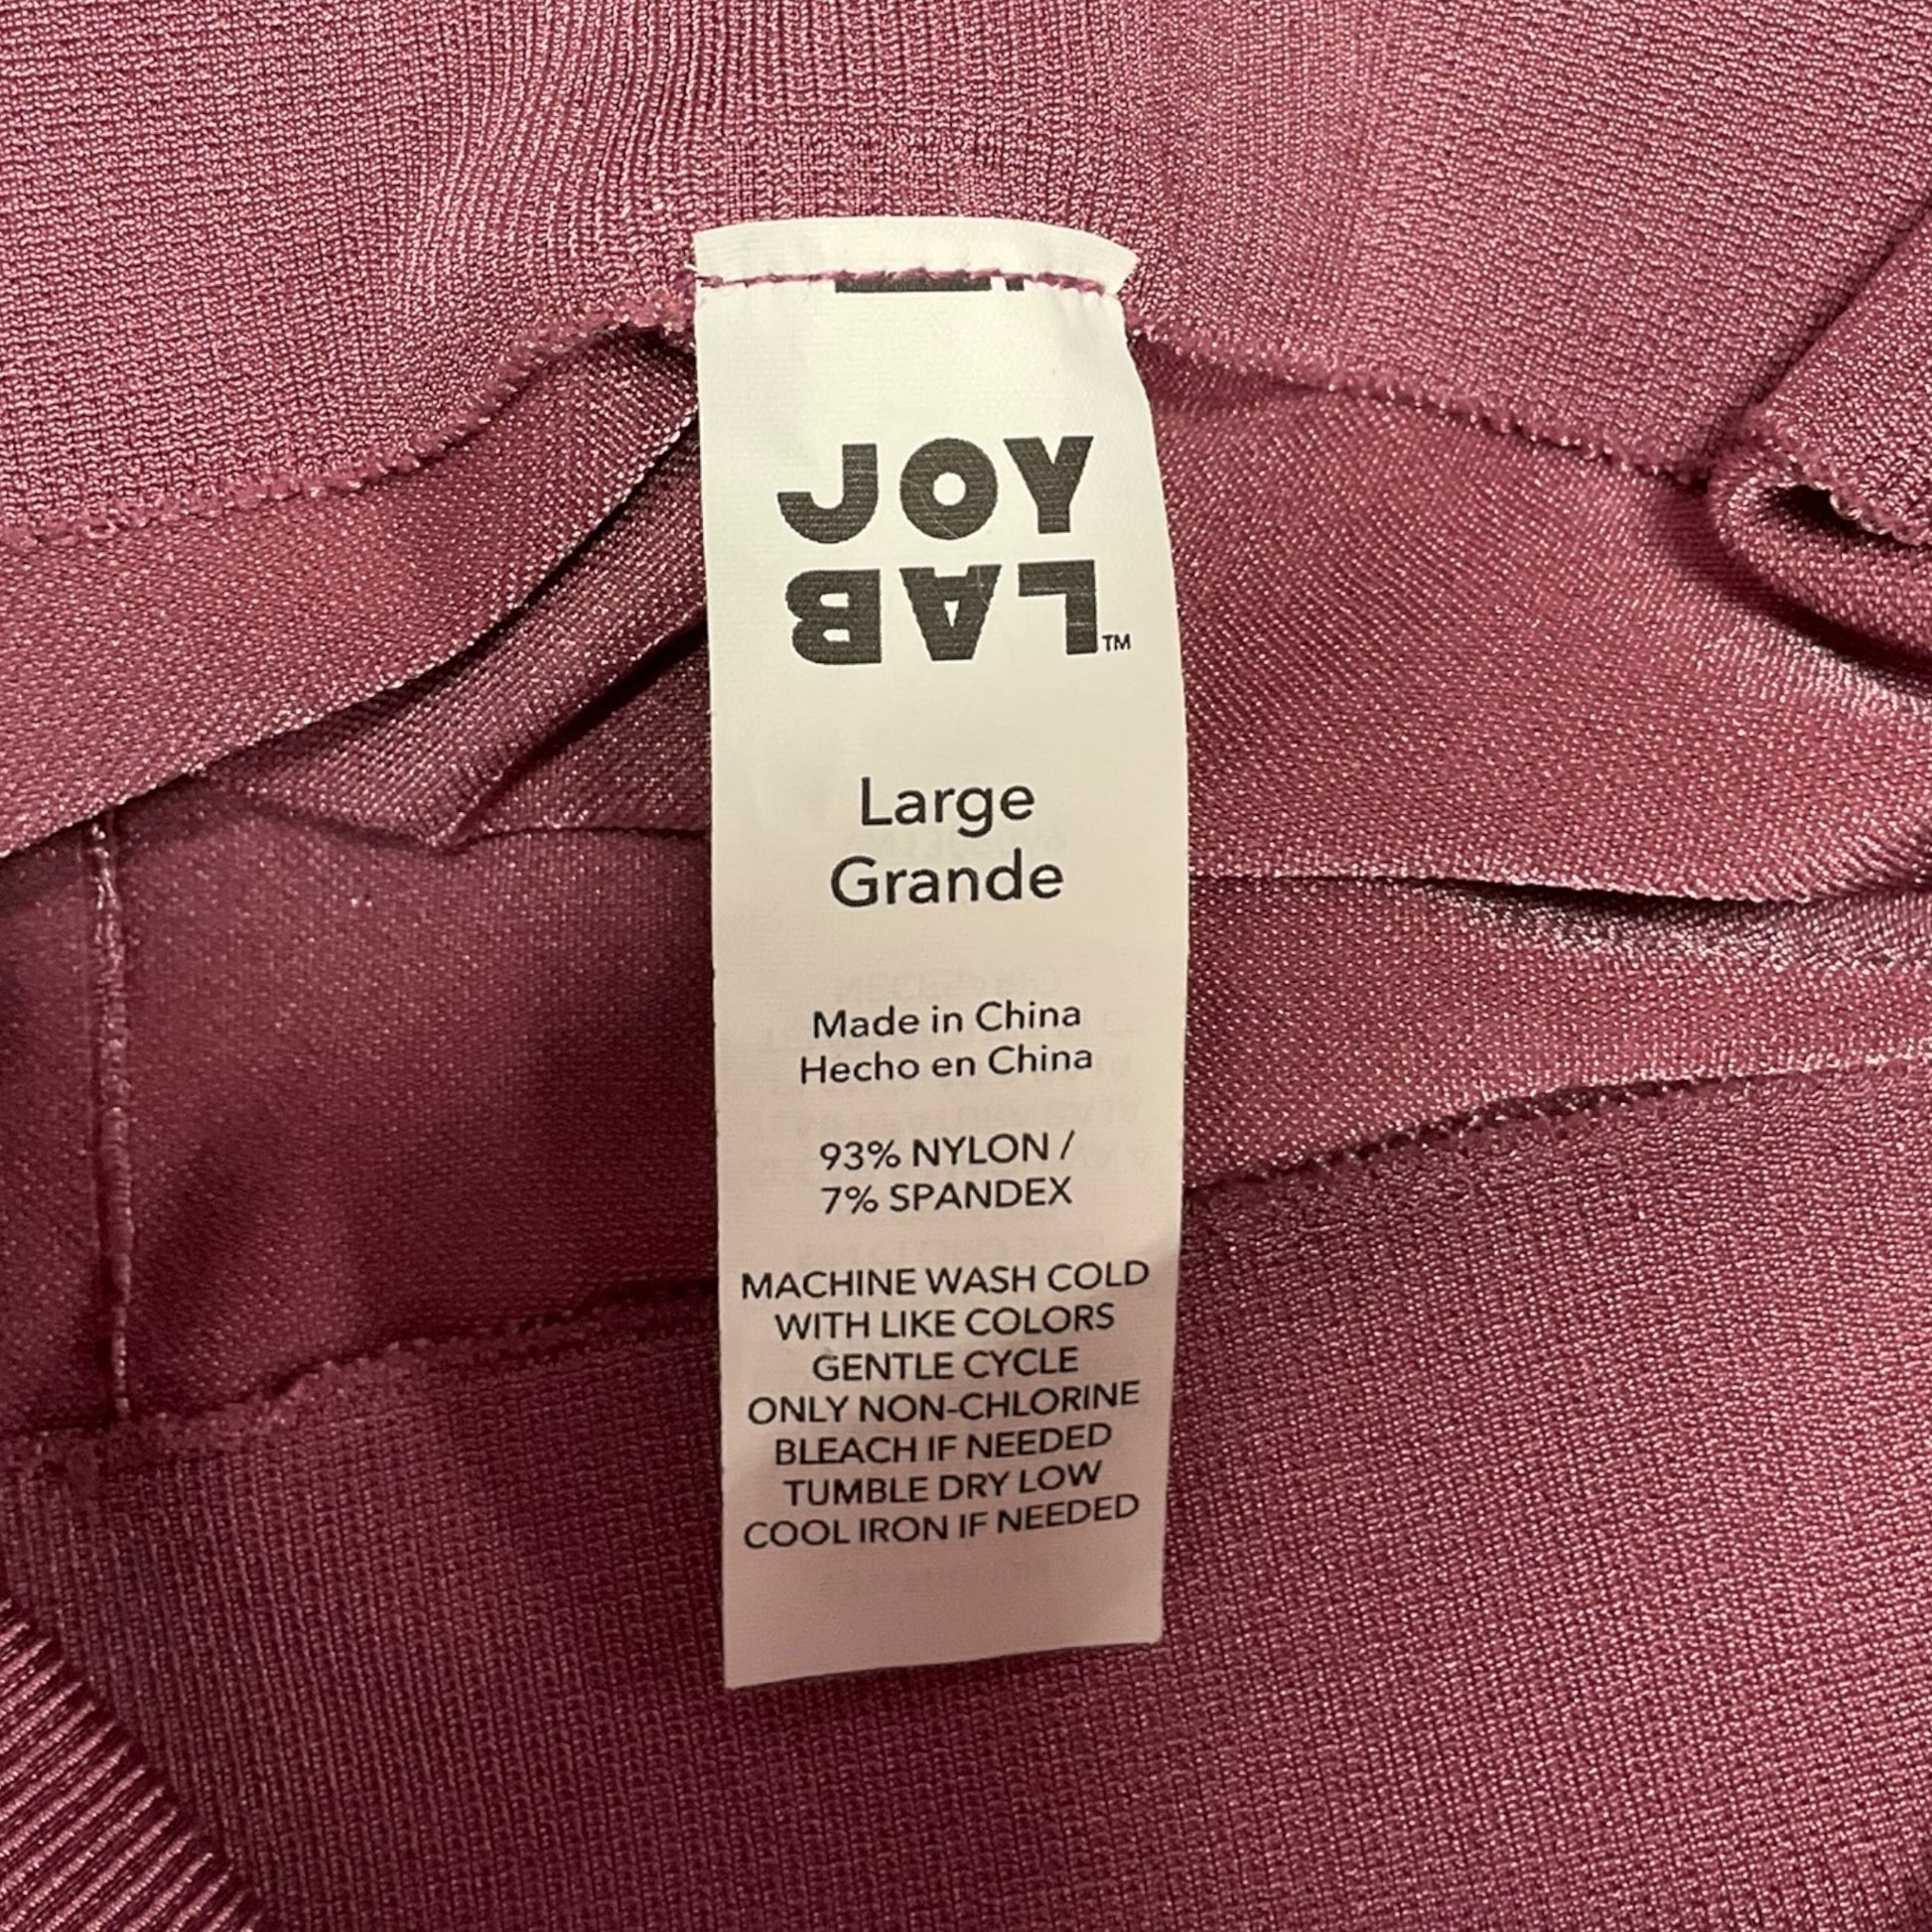 JOY
LAB™
Large
Grande
Made in China
Hecho en China
93% NYLON /
7% SPANDEX
MACHINE WASH COLD
WITH LIKE COLORS
GENTLE CYCLE
ONLY NON-CHLORINE
BLEACH IF NEEDED
TUMBLE DRY LOW
COOL IRON IF NEEDED